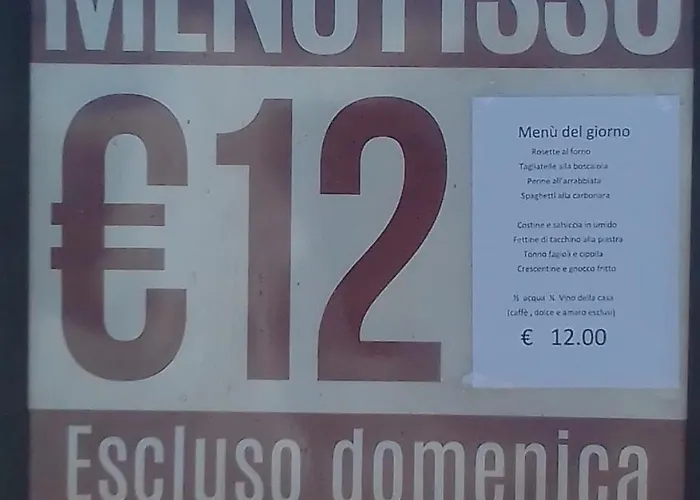 MENU FISSO
€12
Menù del giorno
Rosette al forno
Tagliatelle alla boscaiola
Penne all'arrabbiata
Spaghetti alla carbonara
Costine e salsiccia in umido
Fettine di tacchino alla piastra
Tonno fagioli e cipolla
Crescentine e gnocco fritto
½ acqua ¼ Vino della casa
(caffè , dolce e amaro esclusi)
€ 12.00
Escluso domenica